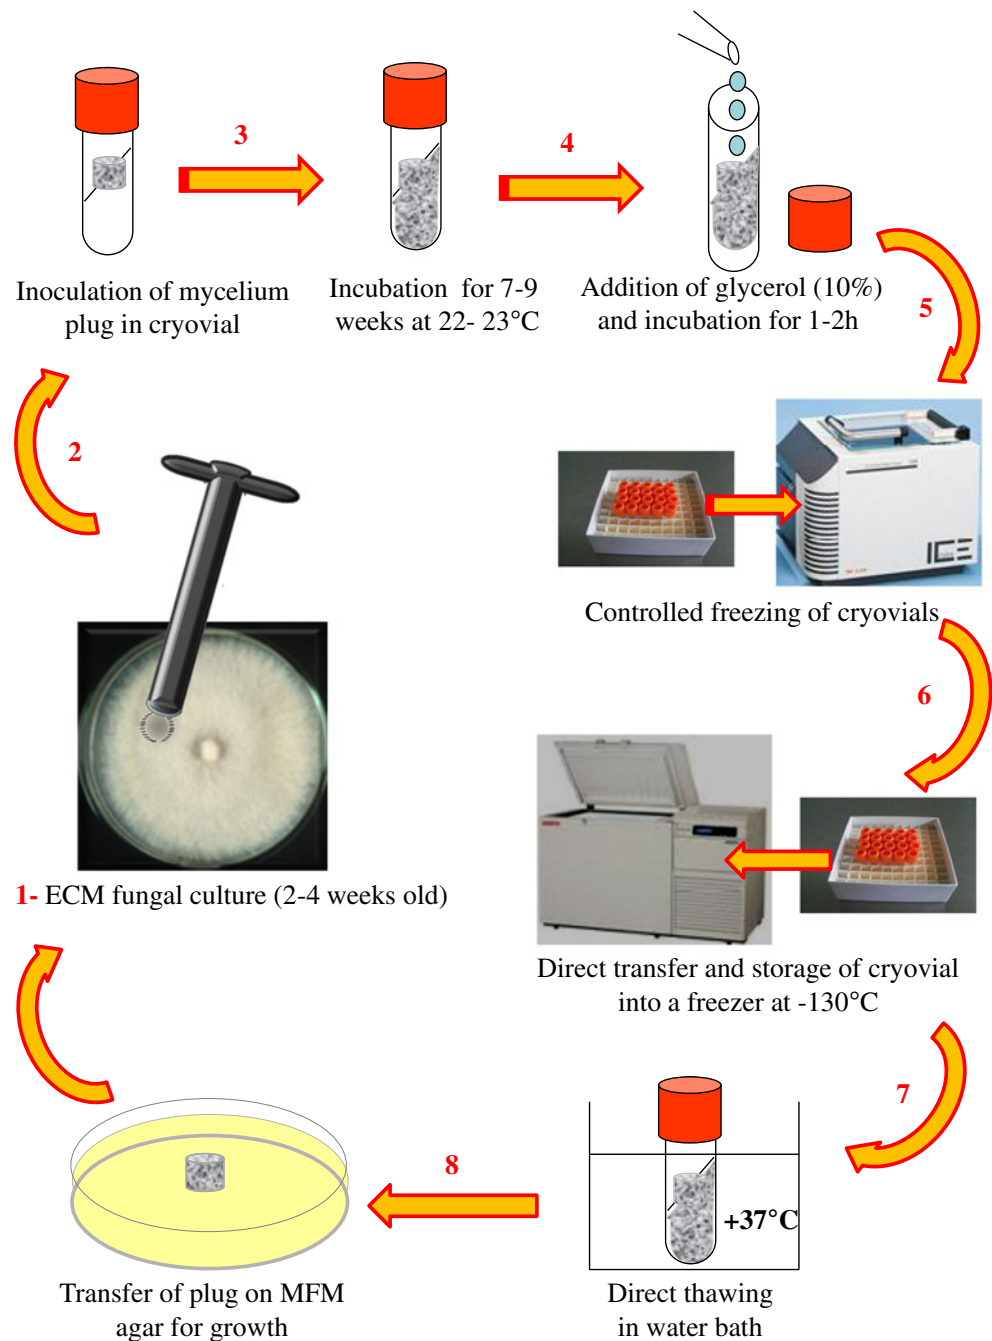 3
4
Inoculation of mycelium
plug in cryovial
Incubation for 7-9
weeks at 22- 23°C
Addition of glycerol (10%)
and incubation for 1-2h
5
2
ICE
Controlled freezing of cryovials
6
1- ECM fungal culture (2-4 weeks old)
Direct transfer and storage of cryovial
into a freezer at -130°C
7
8
+37°C
Transfer of plug on MFM
agar for growth
Direct thawing
in water bath